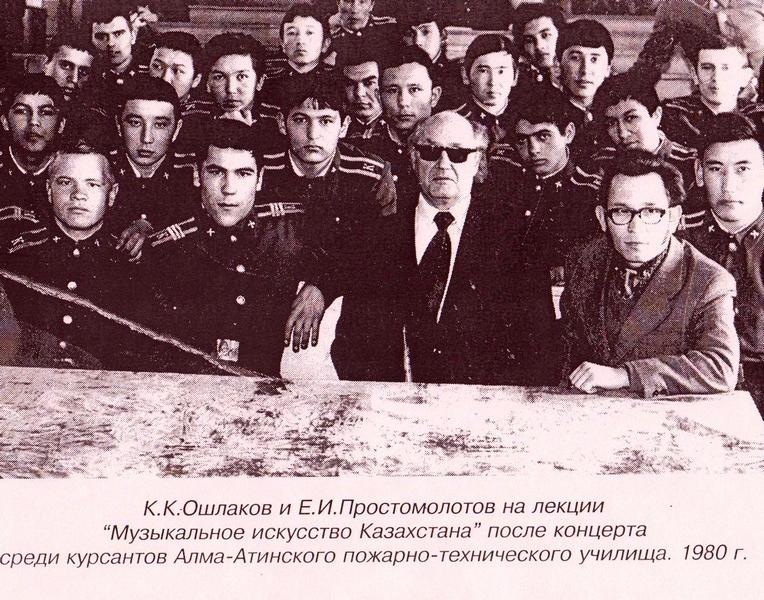 К.К.Ошлаков и Е.И.Простомолотов на лекции
“Музыкальное искусство Казахстана” после концерта
среди курсантов Алма-Атинского пожарно-технического училища. 1980 г.